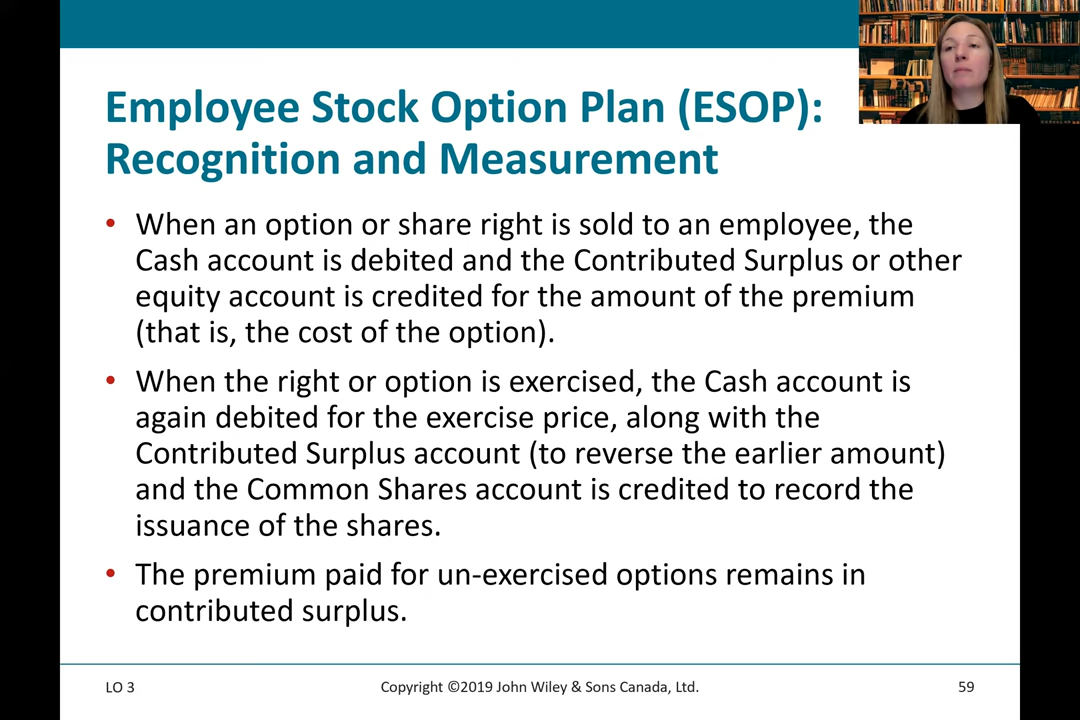 Employee Stock Option Plan (ESOP):
Recognition and Measurement
• When an option or share right is sold to an employee, the
Cash account is debited and the Contributed Surplus or other
equity account is credited for the amount of the premium
(that is, the cost of the option).
• When the right or option is exercised, the Cash account is
again debited for the exercise price, along with the
Contributed Surplus account (to reverse the earlier amount)
and the Common Shares account is credited to record the
issuance of the shares.
• The premium paid for un-exercised options remains in
contributed surplus.
LO 3
Copyright ©2019 John Wiley & Sons Canada, Ltd.
59